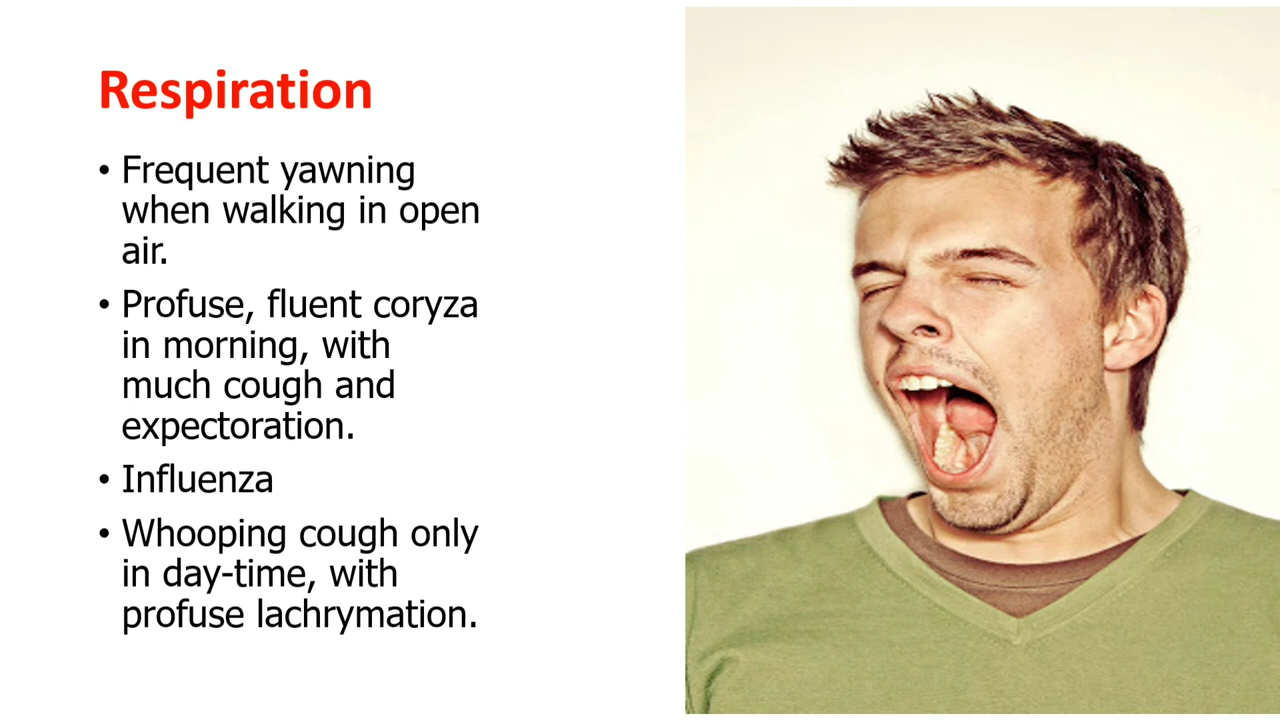 Respiration
• Frequent yawning
when walking in open
air.
• Profuse, fluent coryza
in morning, with
much cough and
expectoration.
• Influenza
• Whooping cough only
in day-time, with
profuse lachrymation.